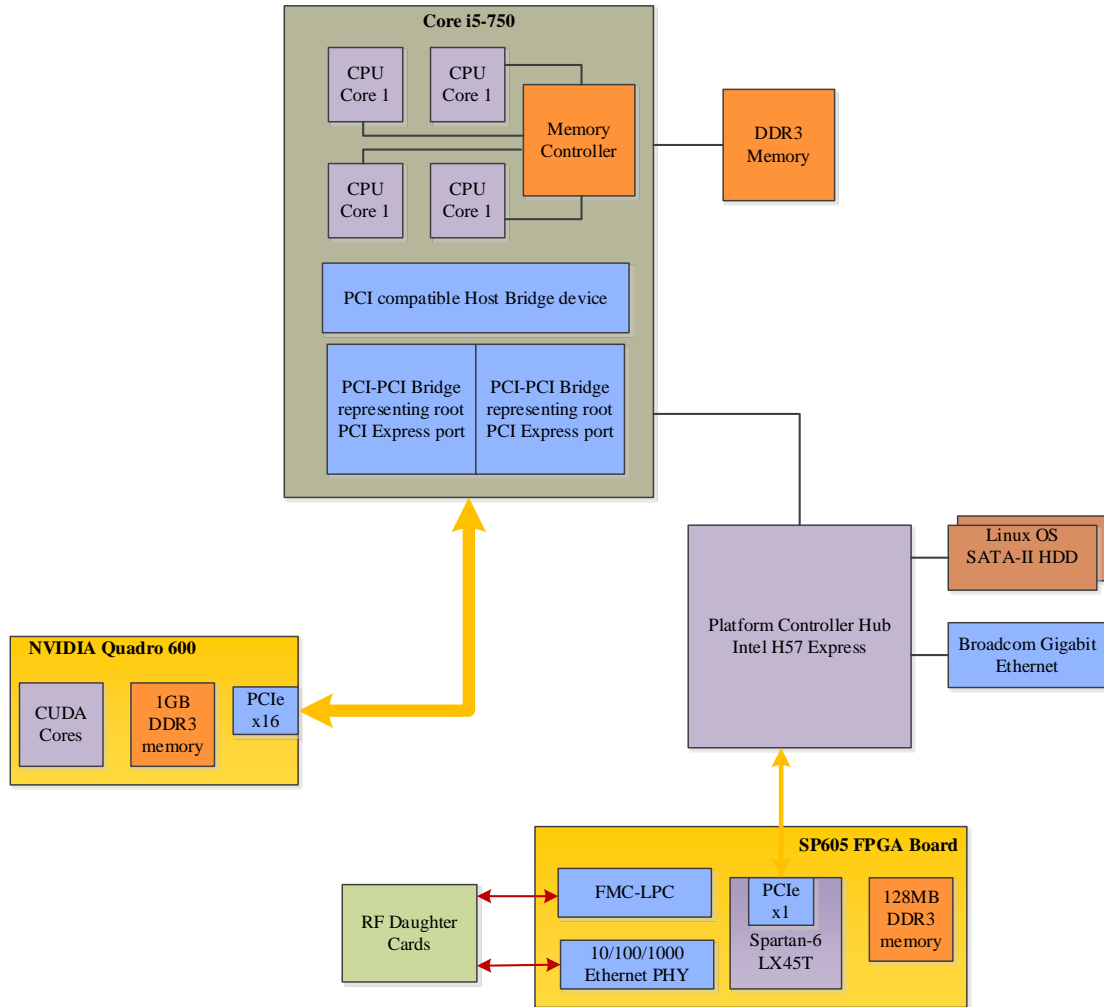 Core i5-750
CPU
Core 1
CPU
Core 1
Memory
Controller
CPU
Core 1
CPU
Core 1
DDR3
Memory
PCI compatible Host Bridge device
PCI-PCI Bridge
representing root
PCI Express port
PCI-PCI Bridge
representing root
PCI Express port
Linux OS
SATA-II HDD
Platform Controller Hub
Intel H57 Express
Broadcom Gigabit
Ethernet
NVIDIA Quadro 600
CUDA
Cores
1GB
DDR3
memory
PCIe
x16
SP605 FPGA Board
FMC-LPC
PCIe
x1
Spartan-6
LX45T
128MB
DDR3
memory
RF Daughter
Cards
10/100/1000
Ethernet PHY